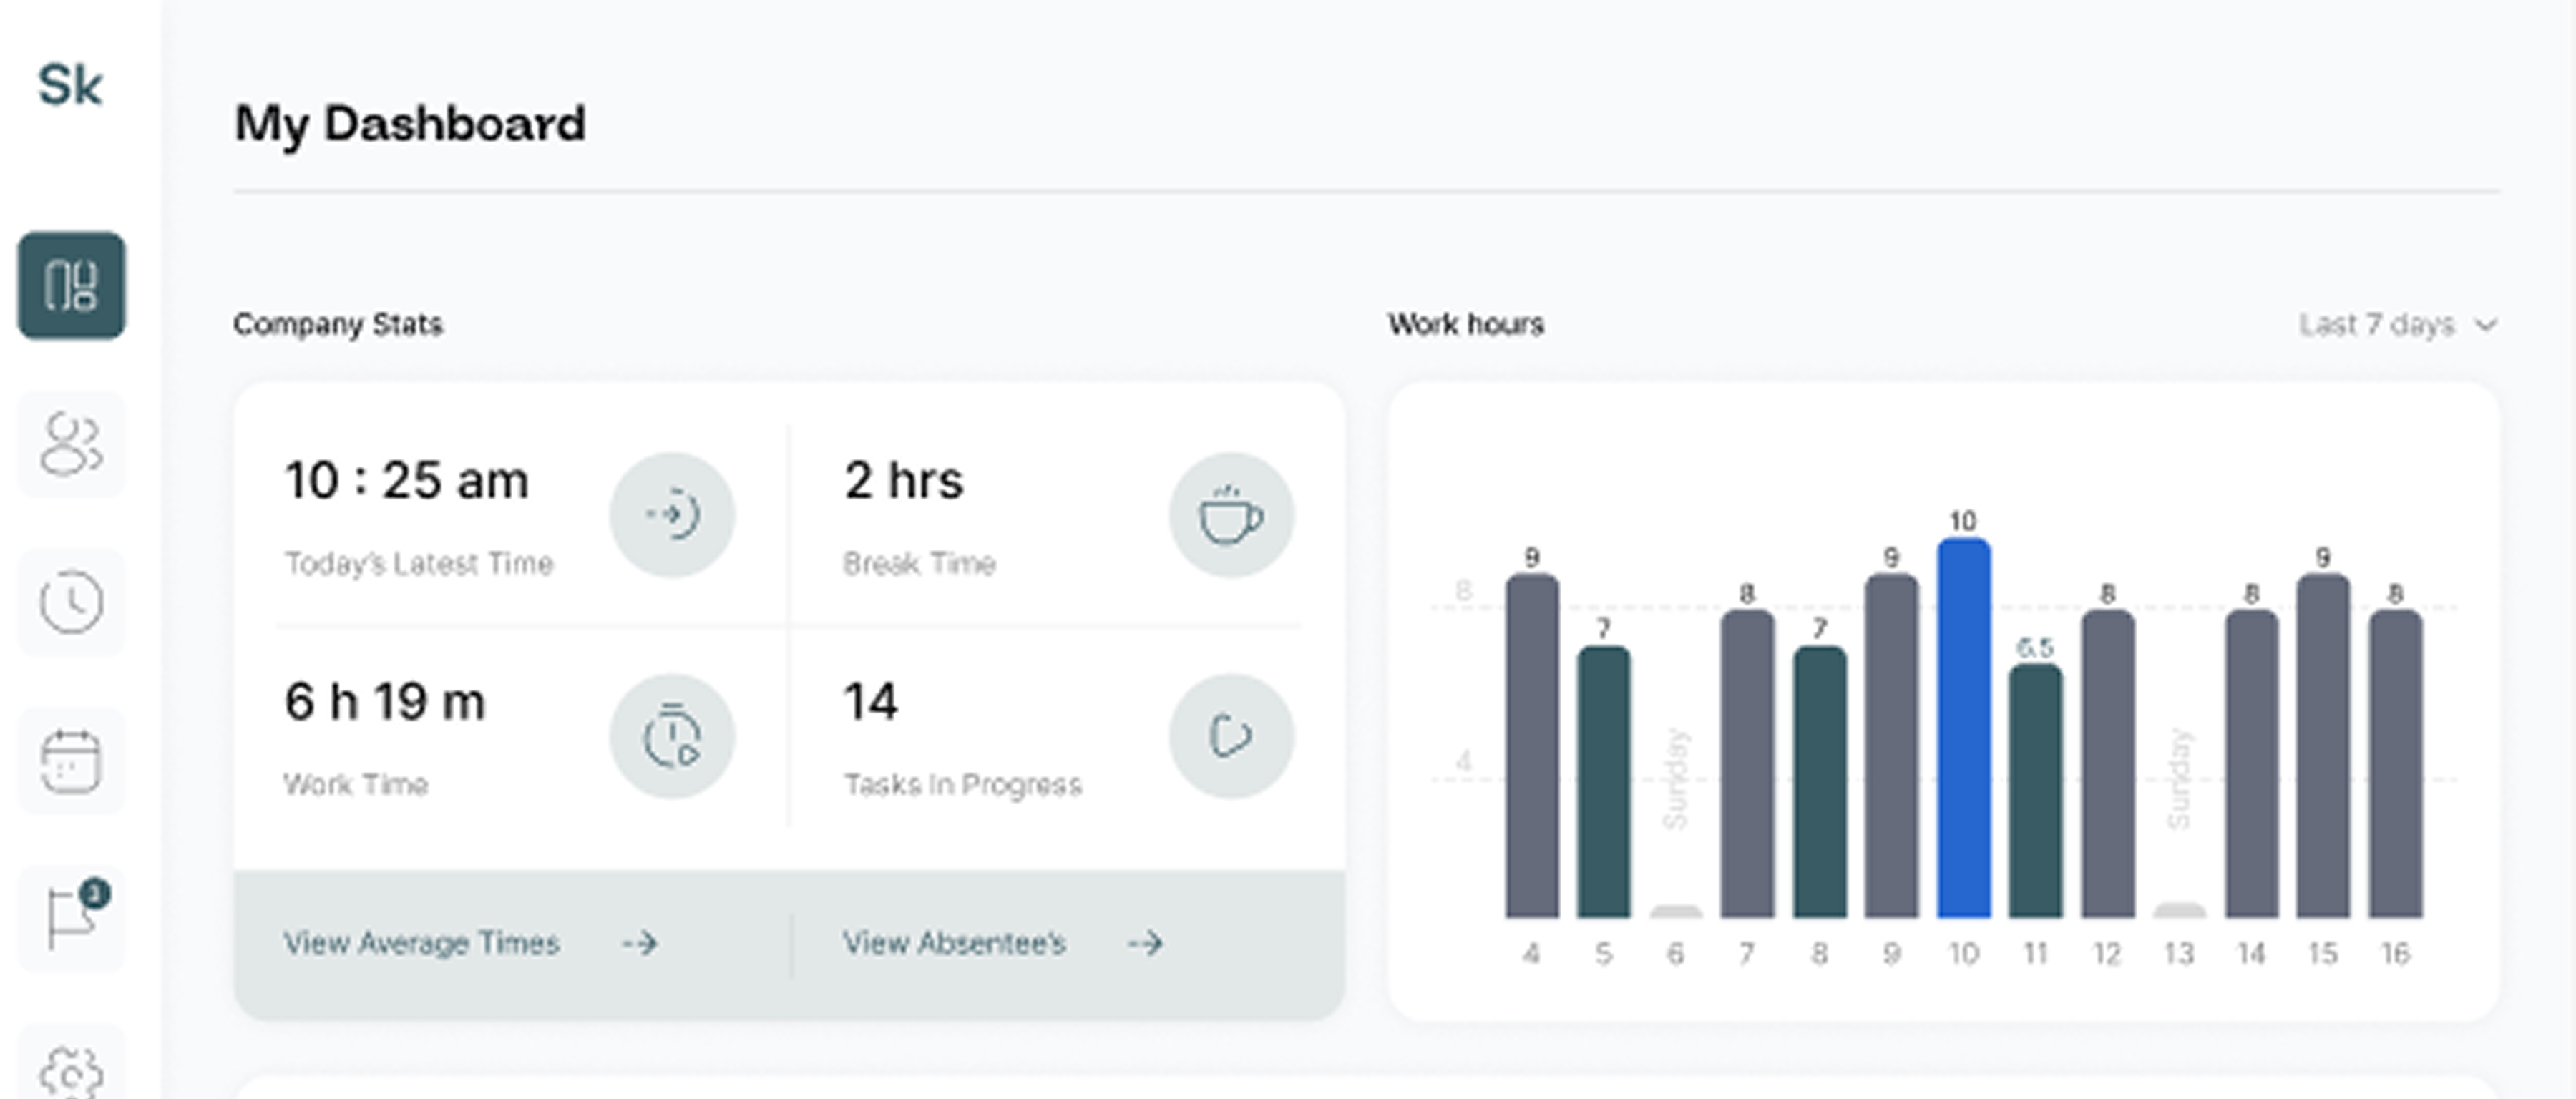 Sk
My Dashboard
Company Stats
10 : 25 am
Today's Latest Time
2 hrs
Break Time
6 h 19 m
Work Time
14
Tasks In Progress
View Average Times
View Absentee's
Work hours
Last 7 days
8
4
9
7
Sunday
8
7
9
10
6.5
8
Sunday
8
9
8
4 5 6 7 8 9 10 11 12 13 14 15 16